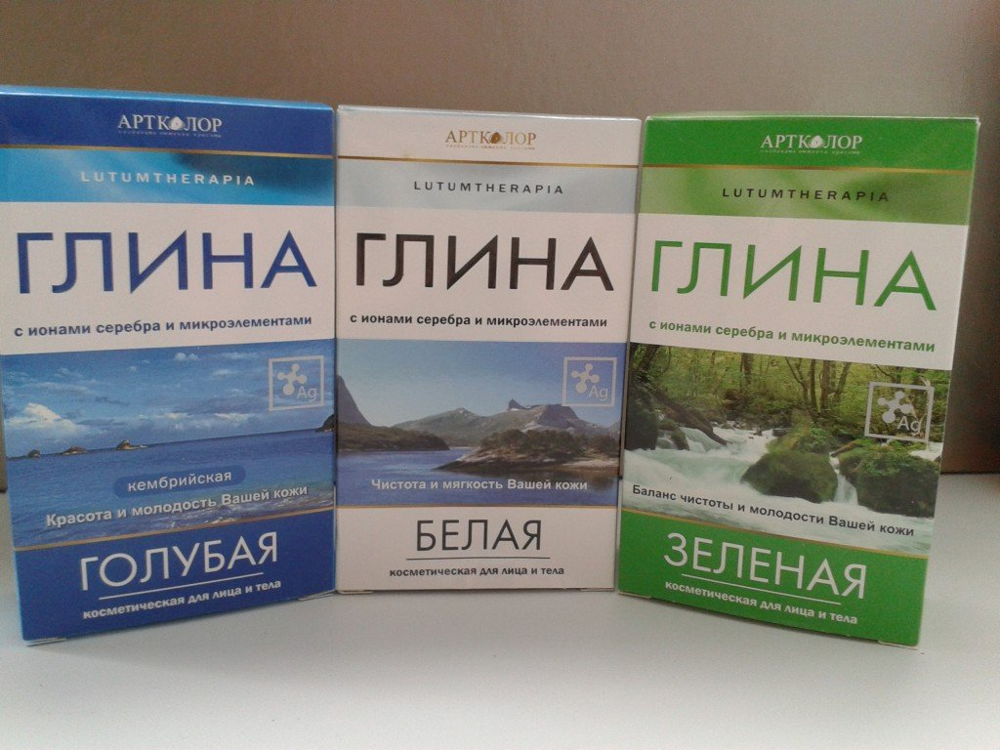 АРТКОЛОР
LUTUMTHERAPIA
ГЛИНА
с ионами серебра и микроэлементами
Ag
кембрийская
Красота и молодость Вашей кожи
ГОЛУБАЯ
косметическая для лица и тела
АРТКОЛОР
LUTUMTHERAPIA
ГЛИНА
с ионами серебра и микроэлементами
Ag
Чистота и мягкость Вашей кожи
БЕЛАЯ
косметическая для лица и тела
АРТКОЛОР
LUTUMTHERAPIA
ГЛИНА
с ионами серебра и микроэлементами
Ag
Баланс чистоты и молодости Вашей кожи
ЗЕЛЕНАЯ
косметическая для лица и тела